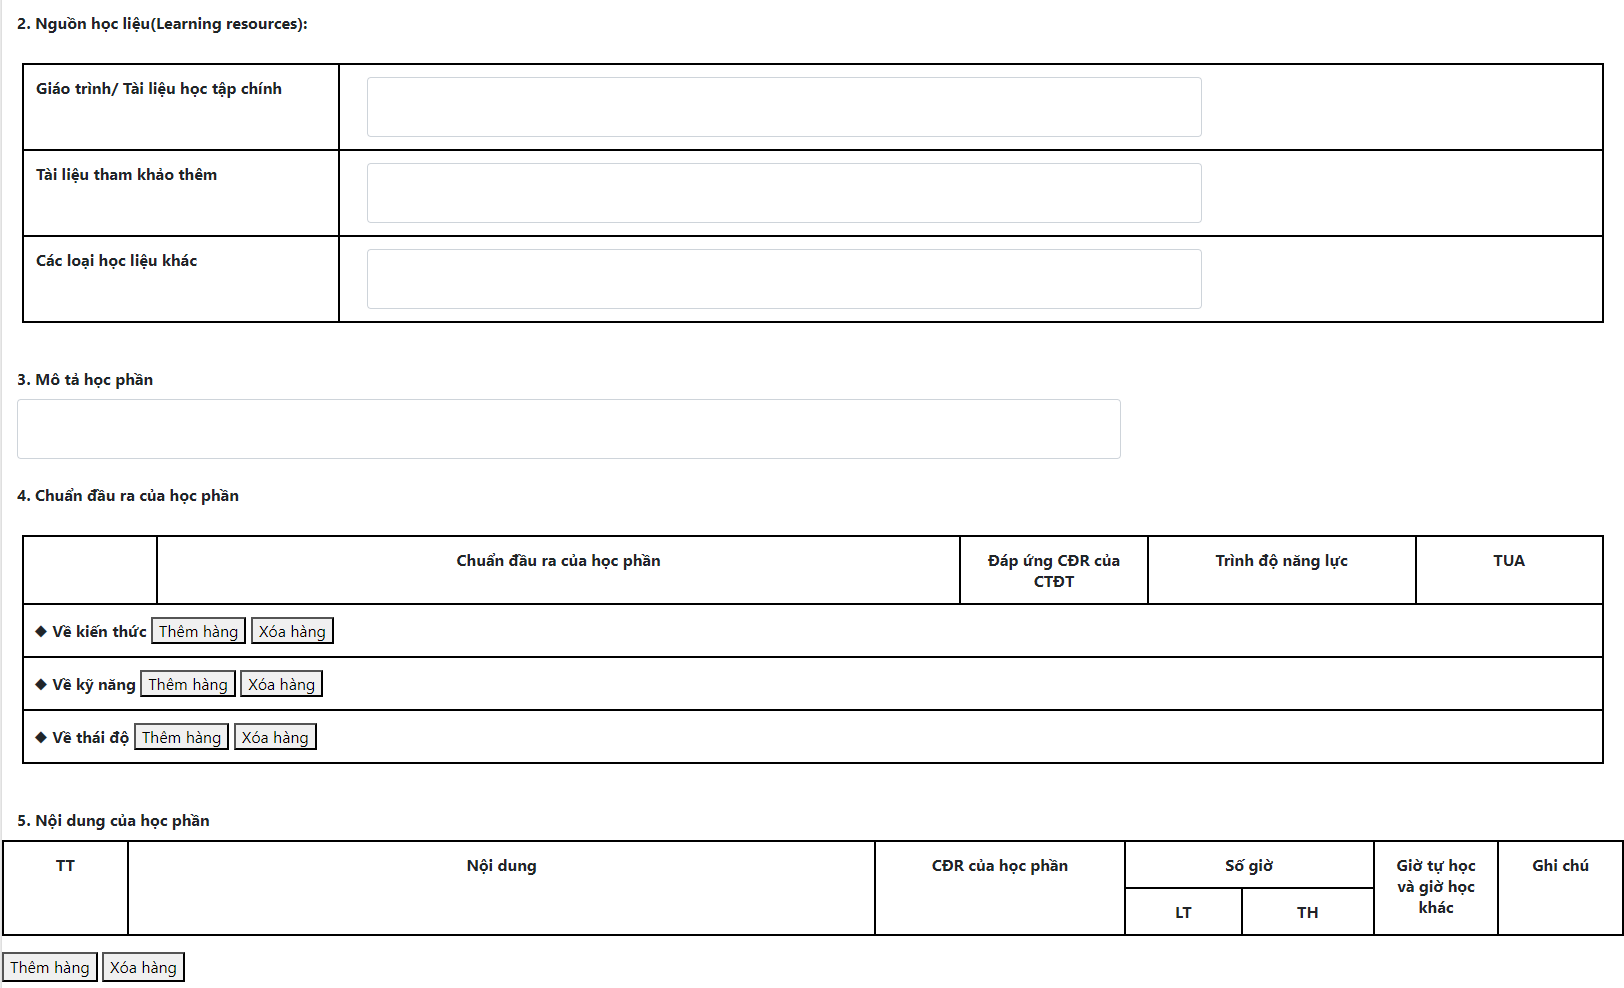 2. Nguồn học liệu(Learning resources):
Giáo trình/ Tài liệu học tập chính
Tài liệu tham khảo thêm
Các loại học liệu khác
3. Mô tả học phần
4. Chuẩn đầu ra của học phần
Chuẩn đầu ra của học phần
Đáp ứng CĐR của
CTĐT
Trình độ năng lực
TUA
◆ Về kiến thức Thêm hàng Xóa hàng
◆ Về kỹ năng Thêm hàng Xóa hàng
◆ Về thái độ Thêm hàng Xóa hàng
5. Nội dung của học phần
TT
Nội dung
CĐR của học phần
Số giờ
LT
TH
Giờ tự học
và giờ học
khác
Ghi chú
Thêm hàng Xóa hàng